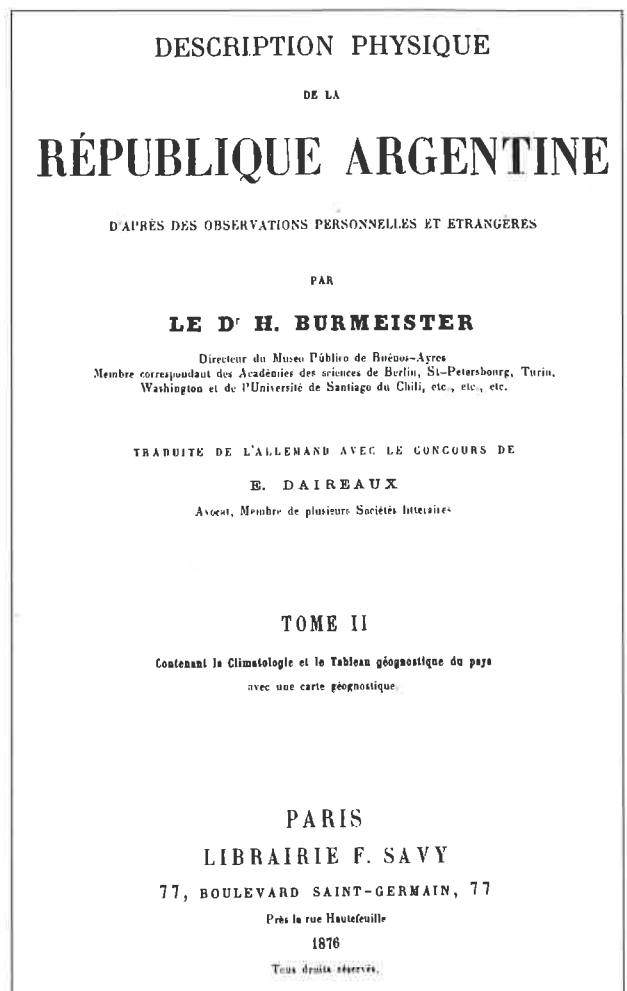 DESCRIPTION PHYSIQUE
DE LA
RÉPUBLIQUE ARGENTINE
D'APRÈS DES OBSERVATIONS PERSONNELLES ET ETRANGÈRES
PAR
LE Dr H. BURMEISTER
Directeur du Museo Público de Buénos-Ayres
Membre correspondant des Académies des sciences de Berlin, St-Petersbourg, Turin,
Washington et de l'Université de Santiago du Chili, etc., etc., etc.
TRADUITE DE L'ALLEMAND AVEC LE CONCOURS DE
E. DAIREAUX
Avocat, Membre de plusieurs Sociétés litteraires
TOME II
Contenant la Climatologie et le Tableau géognostique du pays
avec une carte géognostique
PARIS
LIBRAIRIE F. SAVY
77, BOULEVARD SAINT-GERMAIN, 77
Près la rue Hautefeuille
1876
Tous droits réservés.